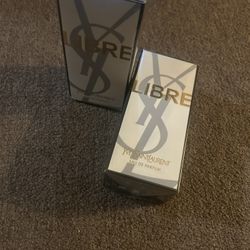 LIBRE
LIBRE
YVES SAINT LAURENT
EAU DE PARFUM